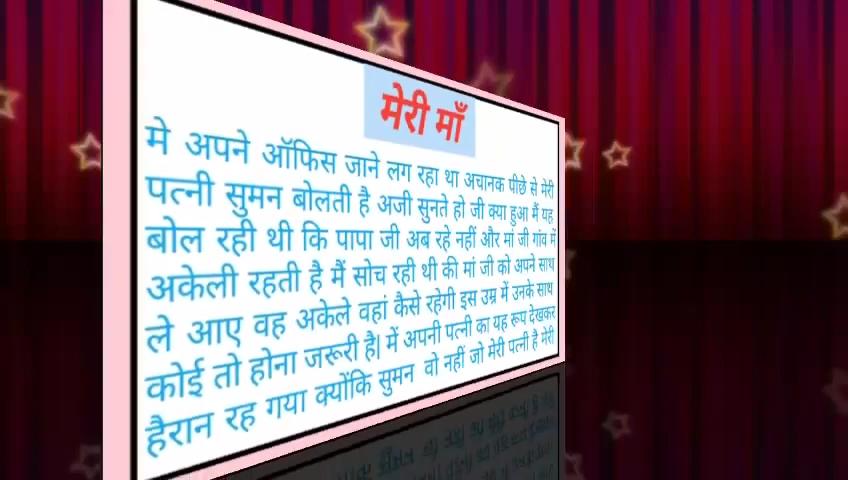 मेरी माँ
मे अपने ऑफिस जाने लग रहा था अचानक पीछे से मेरी
पत्नी सुमन बोलती है अजी सुनते हो जी क्या हुआ मैं यह
बोल रही थी कि पापा जी अब रहे नहीं और मां जी गांव में
अकेली रहती है मैं सोच रही थी की मां जी को अपने साथ
ले आए वह अकेले वहां कैसे रहेगी इस उम्र में उनके साथ
कोई तो होना जरूरी है| में अपनी पत्नी का यह रूप देखकर
हैरान रह गया क्योंकि सुमन वो नहीं जो मेरी पत्नी है मेरी